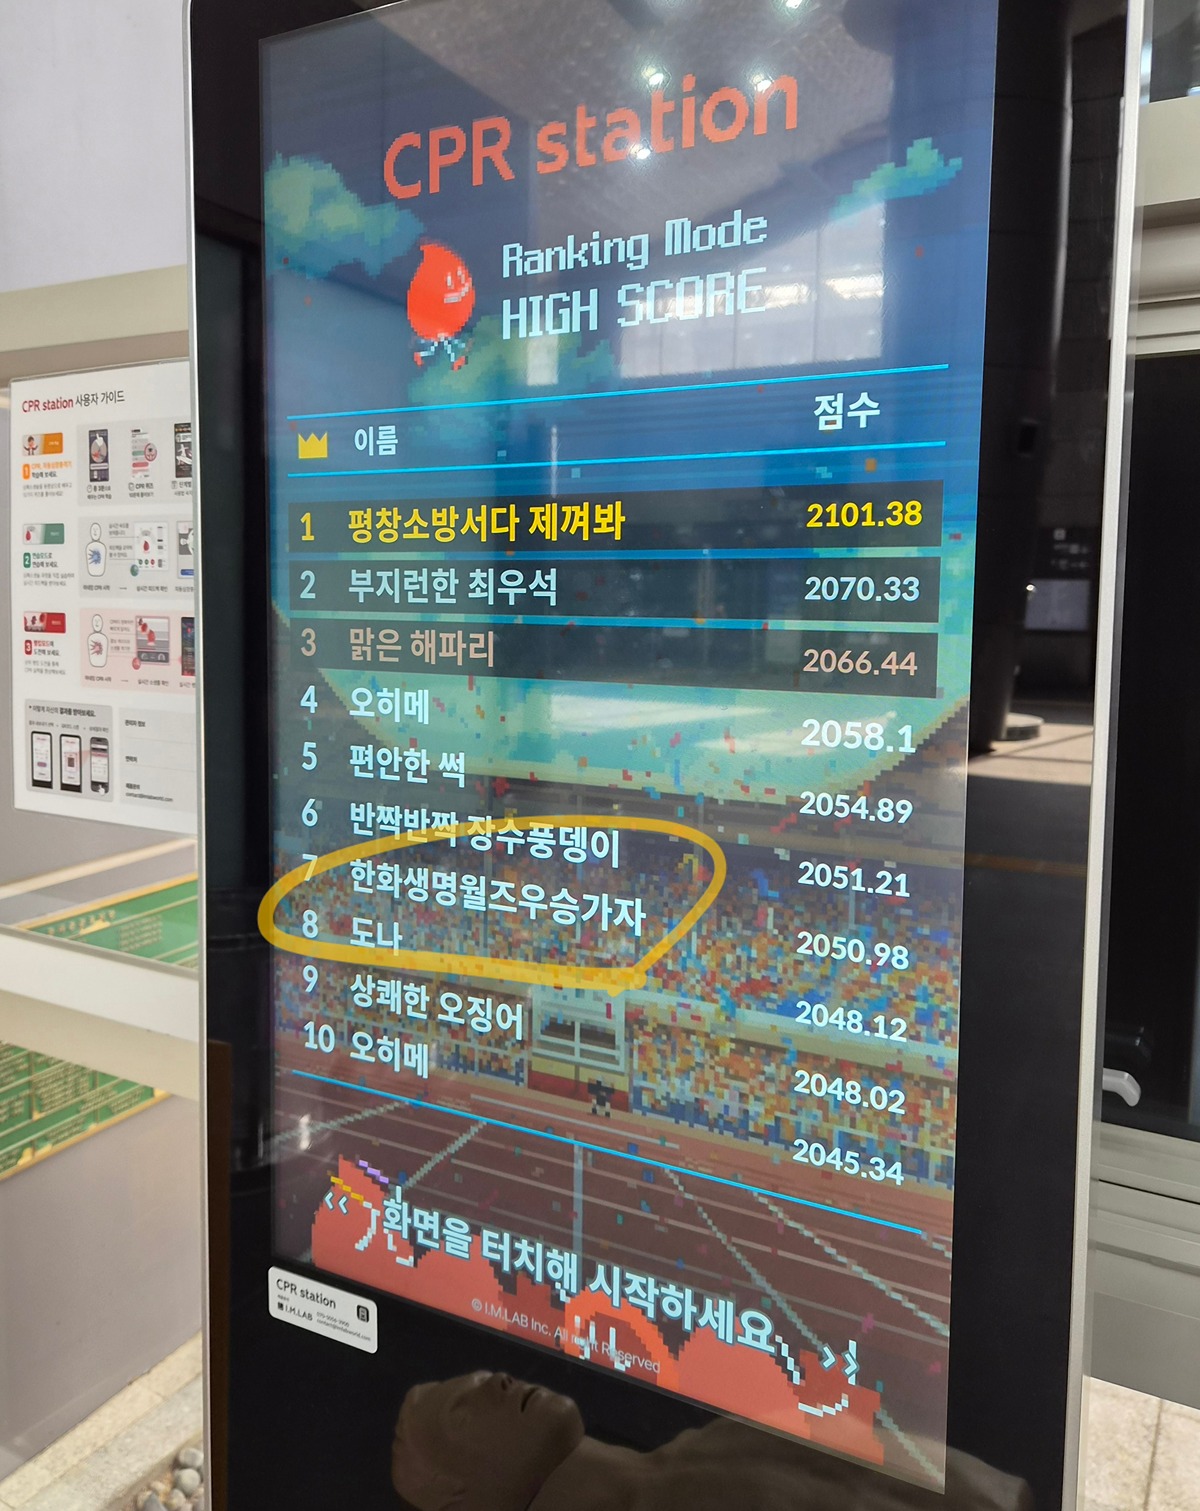 CPR station
Ranking Mode
HIGH SCORE
이름 점수
1 평창소방서다 제껴봐 2101.38
2 부지런한 최우석 2070.33
3 맑은 해파리 2066.44
4 오히메 2058.1
5 편안한 썩 2054.89
6 반짝반짝 장수풍뎅이 2051.21
7 한화생명월즈우승가자 2050.98
8 도나 2048.12
9 상쾌한 오징어 2048.02
10 오히메 2045.34
<< 화면을 터치해 시작하세요 >>
© I.M.LAB Inc. All right Reserved
CPR station
I.M.LAB
CPR station 사용자 가이드